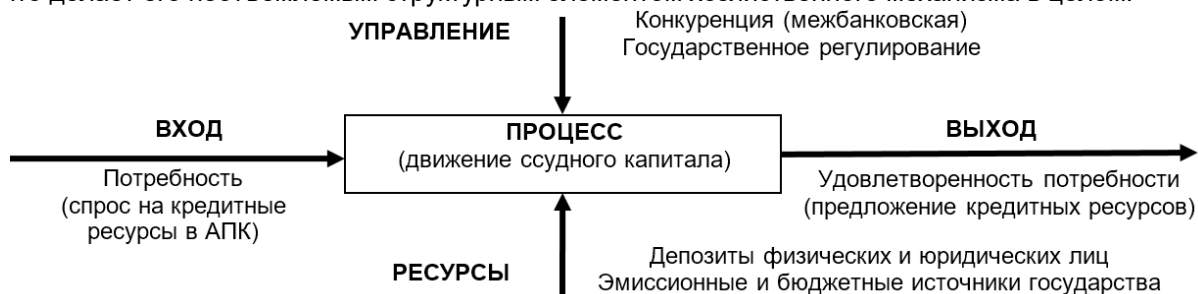 УПРАВЛЕНИЕ
Конкуренция (межбанковская)
Государственное регулирование
ВХОД
Потребность
(спрос на кредитные
ресурсы в АПК)
ПРОЦЕСС
(движение ссудного капитала)
ВЫХОД
Удовлетворенность потребности
(предложение кредитных ресурсов)
РЕСУРСЫ
Депозиты физических и юридических лиц
Эмиссионные и бюджетные источники государства